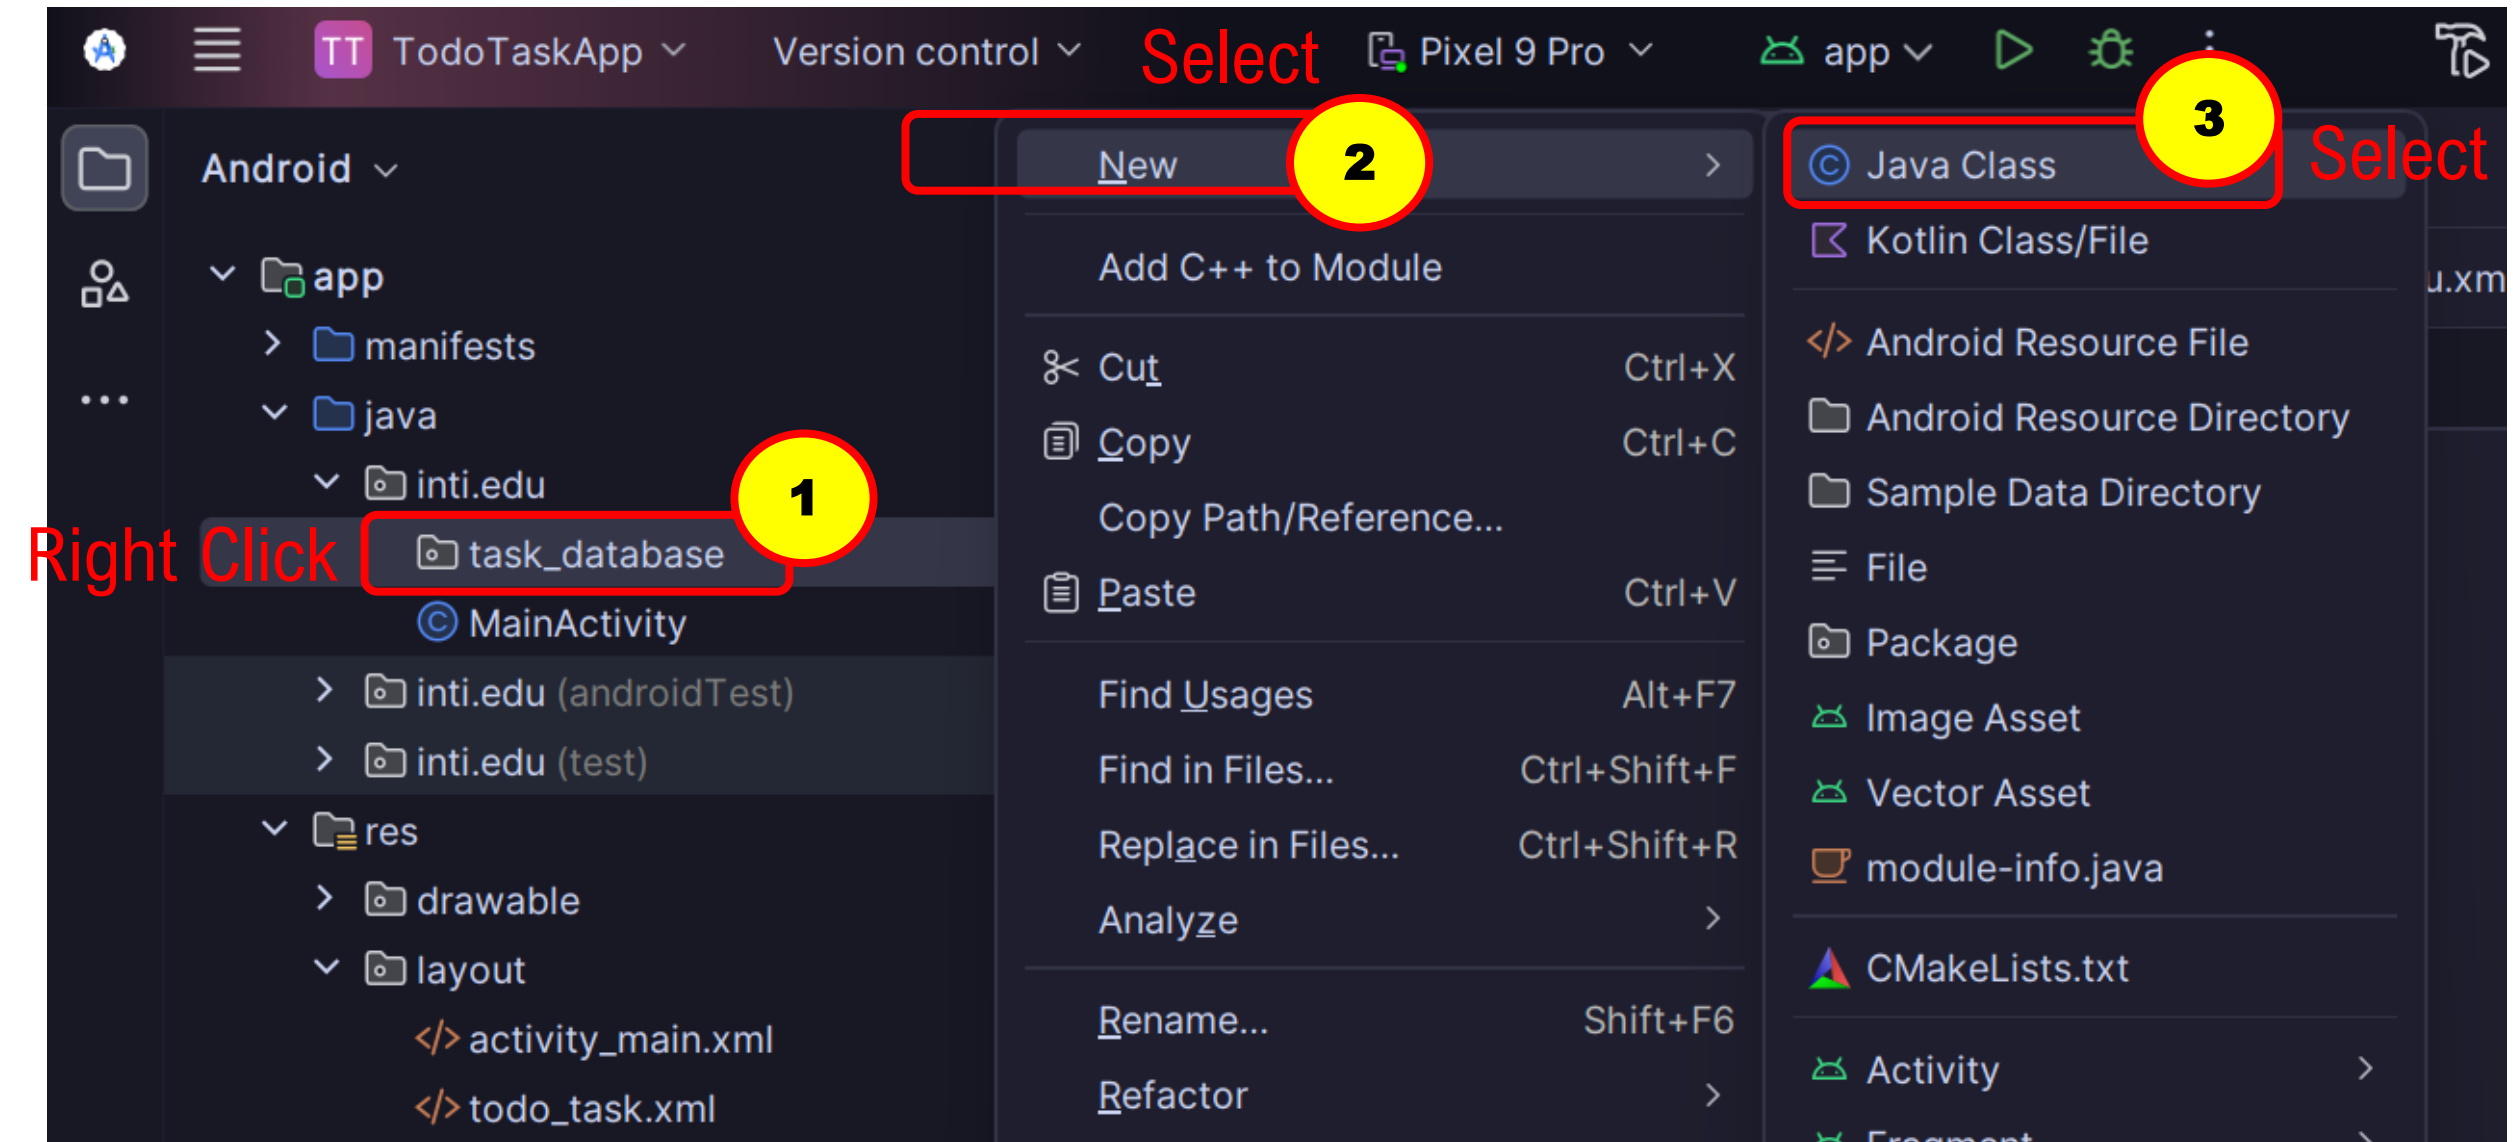 TT TodoTaskApp Version control Select Pixel 9 Pro app
Android
app
manifests
java
inti.edu
1
Right Click task_database
MainActivity
inti.edu (androidTest)
inti.edu (test)
res
drawable
layout
activity_main.xml
todo_task.xml
New 2
Add C++ to Module
Cut Ctrl+X
Copy Ctrl+C
Copy Path/Reference...
Paste Ctrl+V
Find Usages Alt+F7
Find in Files... Ctrl+Shift+F
Replace in Files... Ctrl+Shift+R
Analyze
Rename... Shift+F6
Refactor
3
Java Class Select
Kotlin Class/File
Android Resource File
Android Resource Directory
Sample Data Directory
File
Package
Image Asset
Vector Asset
module-info.java
CMakeLists.txt
Activity
Fragment
u.xm